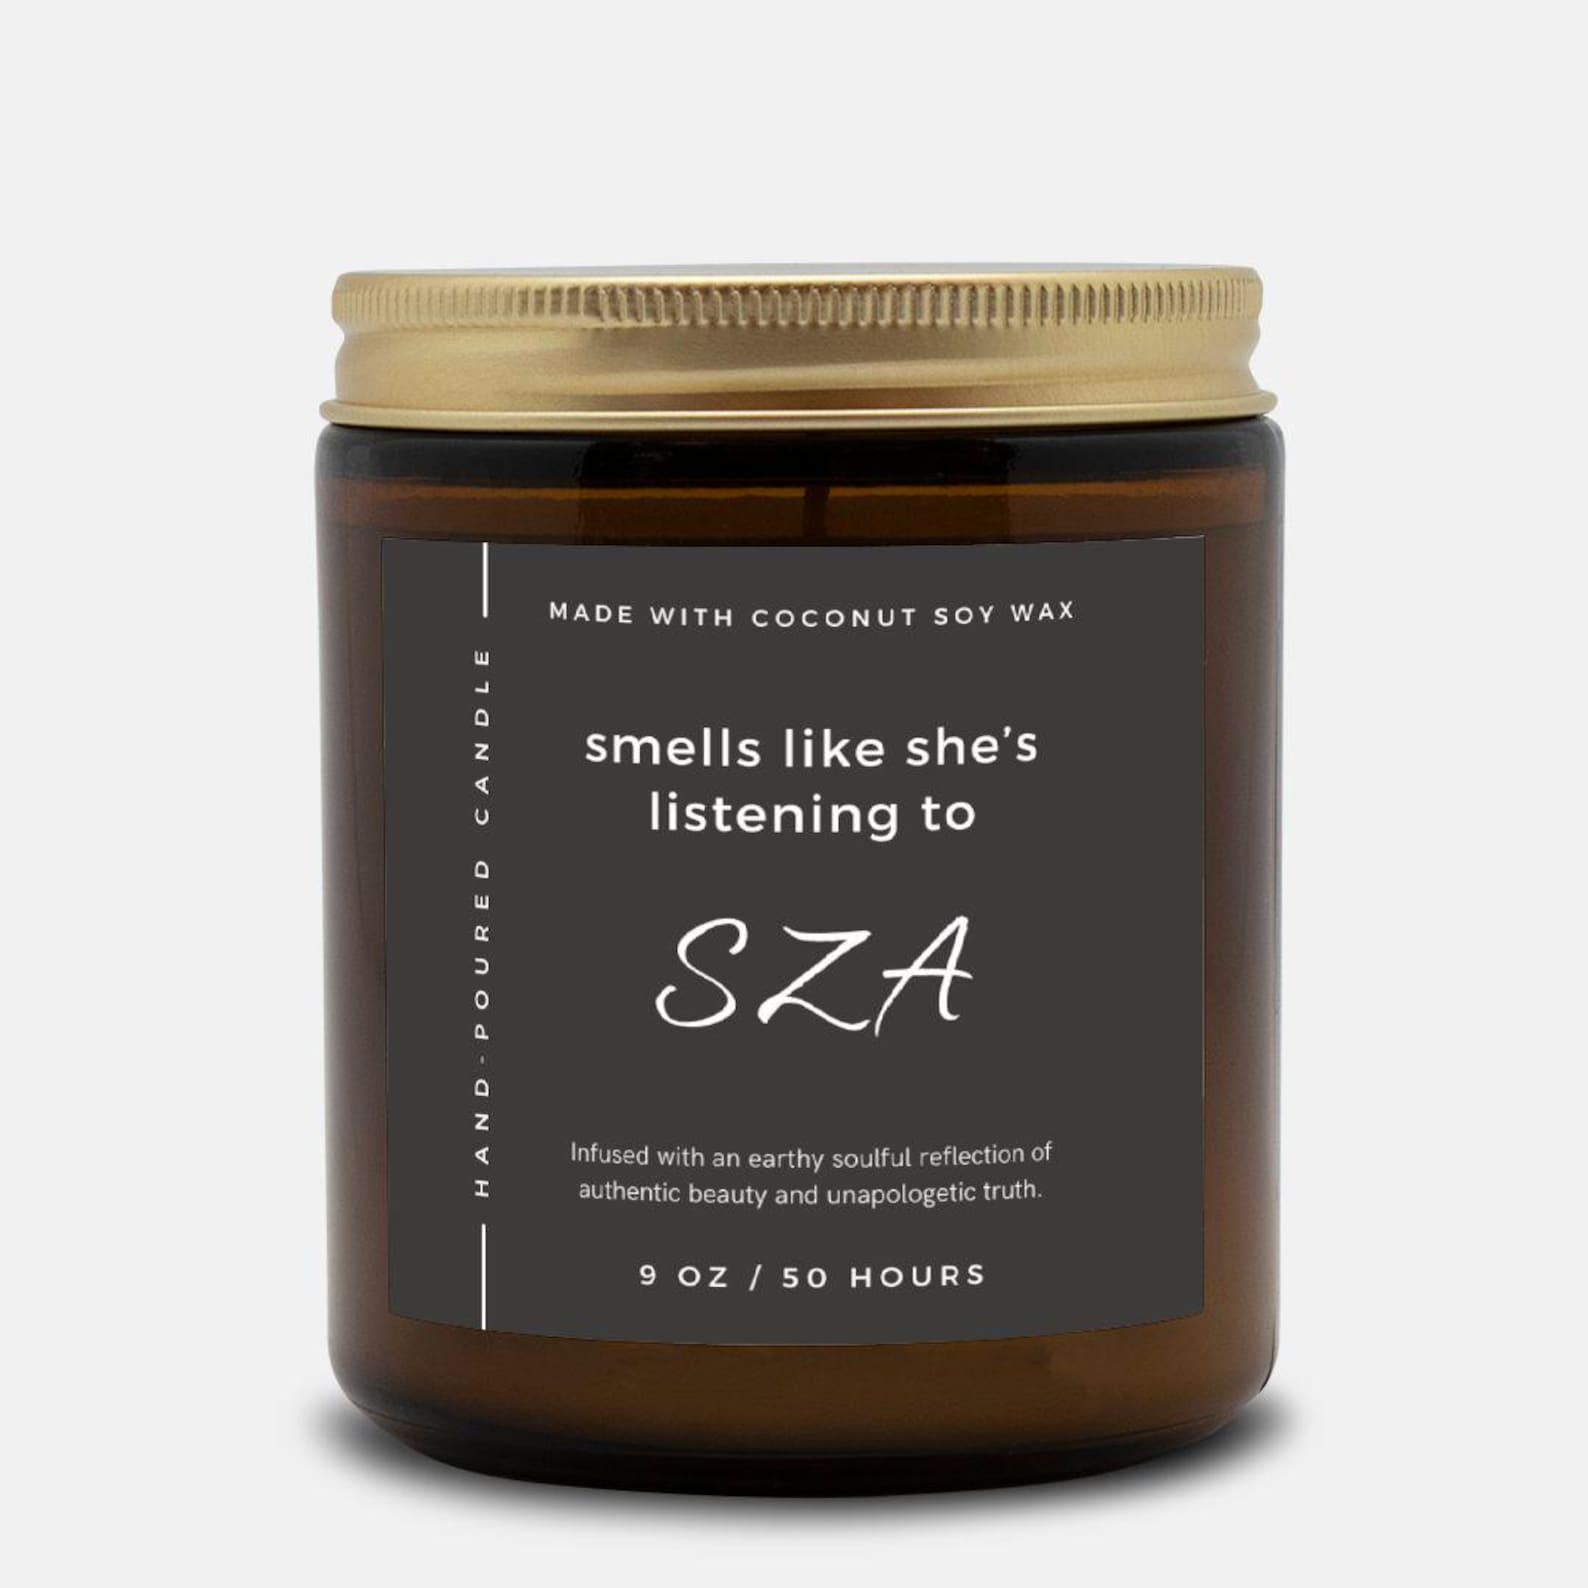 MADE WITH COCONUT SOY WAX
HAND-POURED CANDLE
smells like she's
listening to
SZA
Infused with an earthy soulful reflection of
authentic beauty and unapologetic truth.
9 OZ / 50 HOURS